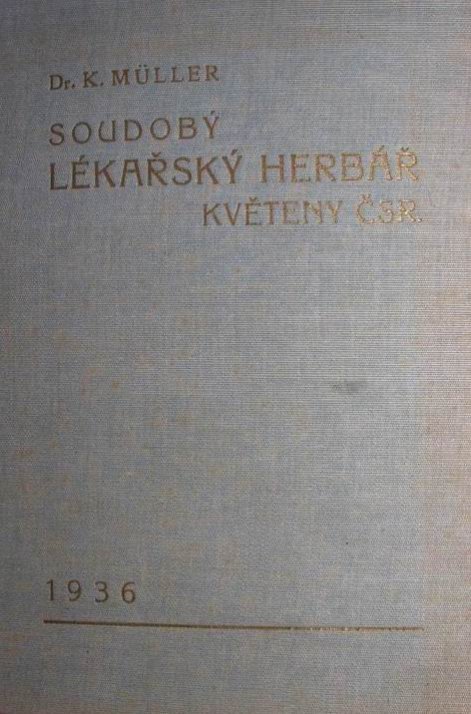 Dr. K. MÜLLER
SOUDOBÝ
LÉKAŘSKÝ HERBÁŘ
KVĚTENY ČSR.
1936